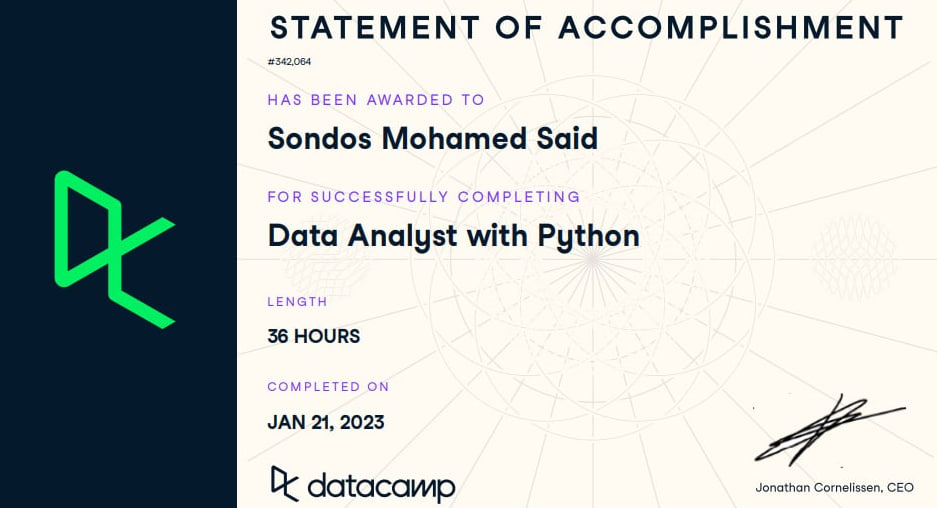 STATEMENT OF ACCOMPLISHMENT
#342,064
HAS BEEN AWARDED TO
Sondos Mohamed Said
FOR SUCCESSFULLY COMPLETING
Data Analyst with Python
LENGTH
36 HOURS
COMPLETED ON
JAN 21, 2023
datacamp
Jonathan Cornelissen, CEO